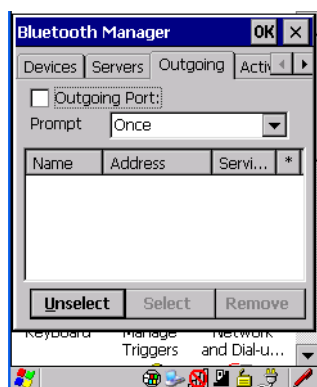 Bluetooth Manager OK ×
Devices Servers Outgoing Activ
Outgoing Port:
Prompt Once
Name Address Servi... *
Unselect Select Remove
Keyboard Manage Network
Triggers and Dial-u...